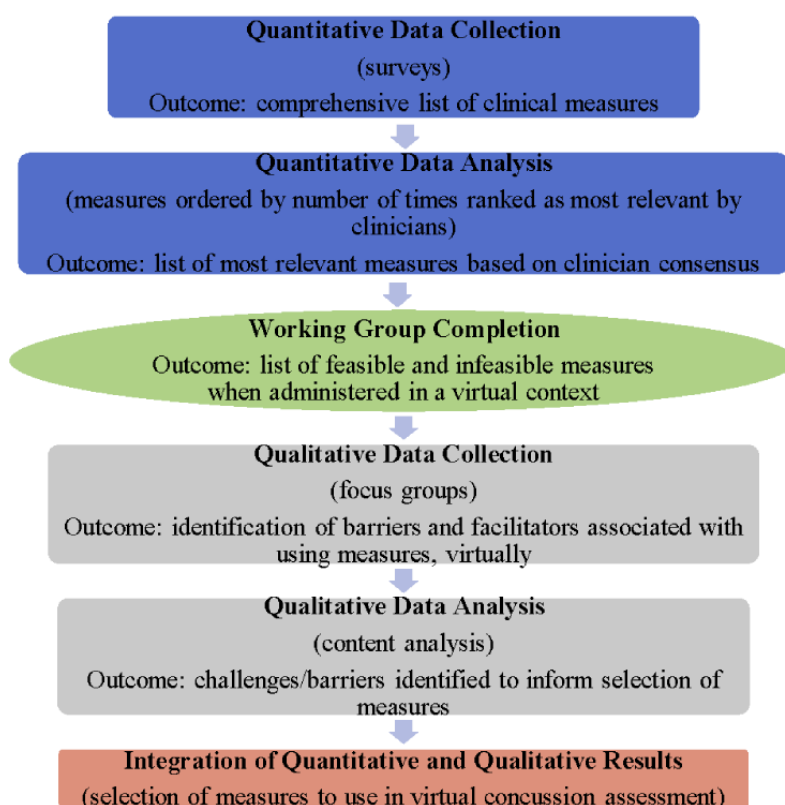 Quantitative Data Collection
(surveys)
Outcome: comprehensive list of clinical measures
Quantitative Data Analysis
(measures ordered by number of times ranked as most relevant by
clinicians)
Outcome: list of most relevant measures based on clinician consensus
Working Group Completion
Outcome: list of feasible and infeasible measures
when administered in a virtual context
Qualitative Data Collection
(focus groups)
Outcome: identification of barriers and facilitators associated with
using measures, virtually
Qualitative Data Analysis
(content analysis)
Outcome: challenges/barriers identified to inform selection of
measures
Integration of Quantitative and Qualitative Results
(selection of measures to use in virtual concussion assessment)